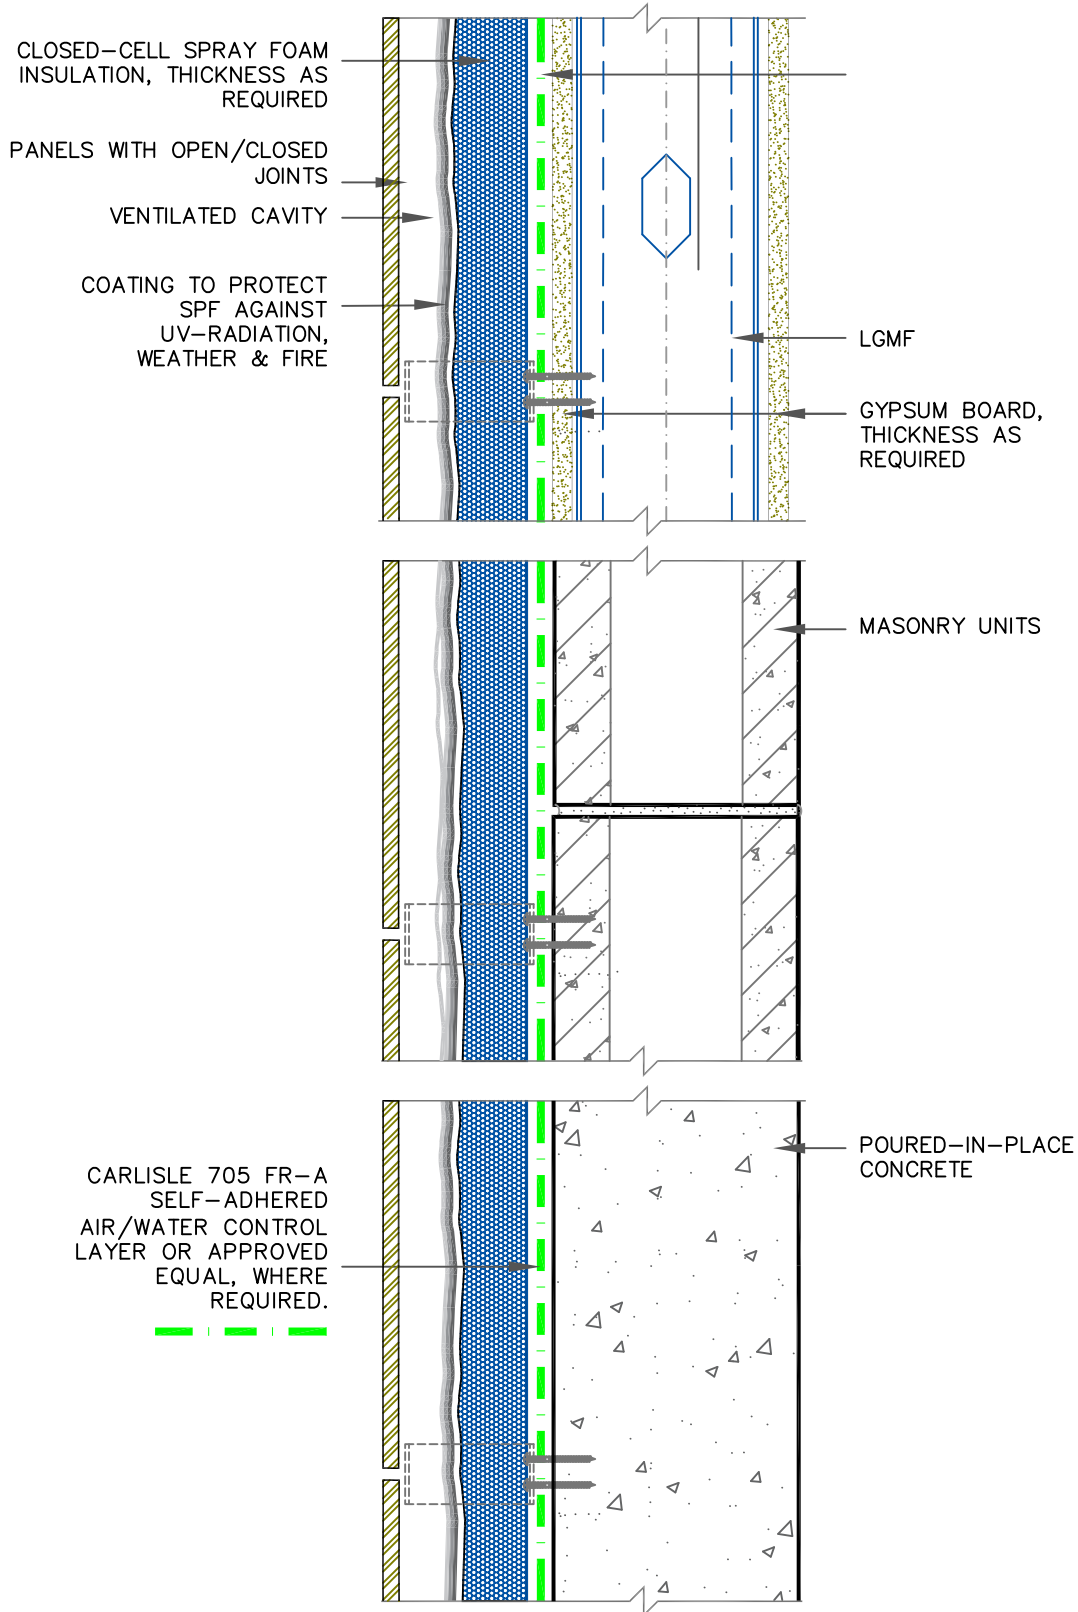 CLOSED-CELL SPRAY FOAM
INSULATION, THICKNESS AS
REQUIRED
PANELS WITH OPEN/CLOSED
JOINTS
VENTILATED CAVITY
COATING TO PROTECT
SPF AGAINST
UV-RADIATION,
WEATHER & FIRE
LGMF
GYPSUM BOARD,
THICKNESS AS
REQUIRED
MASONRY UNITS
POURED-IN-PLACE
CONCRETE
CARLISLE 705 FR-A
SELF-ADHERED
AIR/WATER CONTROL
LAYER OR APPROVED
EQUAL, WHERE
REQUIRED.